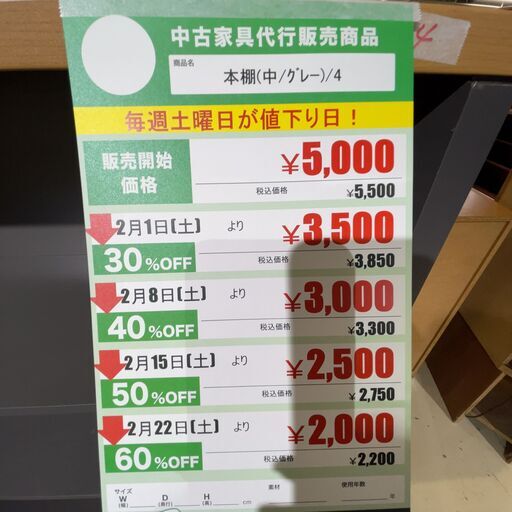 中古家具代行販売商品
商品名
本棚(中/グレー)/4
毎週土曜日が値下り日！
販売開始
価格
¥5,000
税込価格 ¥5,500
2月1日(土) より
¥3,500
30%OFF
税込価格 ¥3,850
2月8日(土) より
¥3,000
40%OFF
税込価格 ¥3,300
2月15日(土) より
¥2,500
50%OFF
税込価格 ¥2,750
2月22日(土) より
¥2,000
60%OFF
税込価格 ¥2,200
サイズ 素材 使用年数
W D H
(幅) (奥行) (高) cm 年